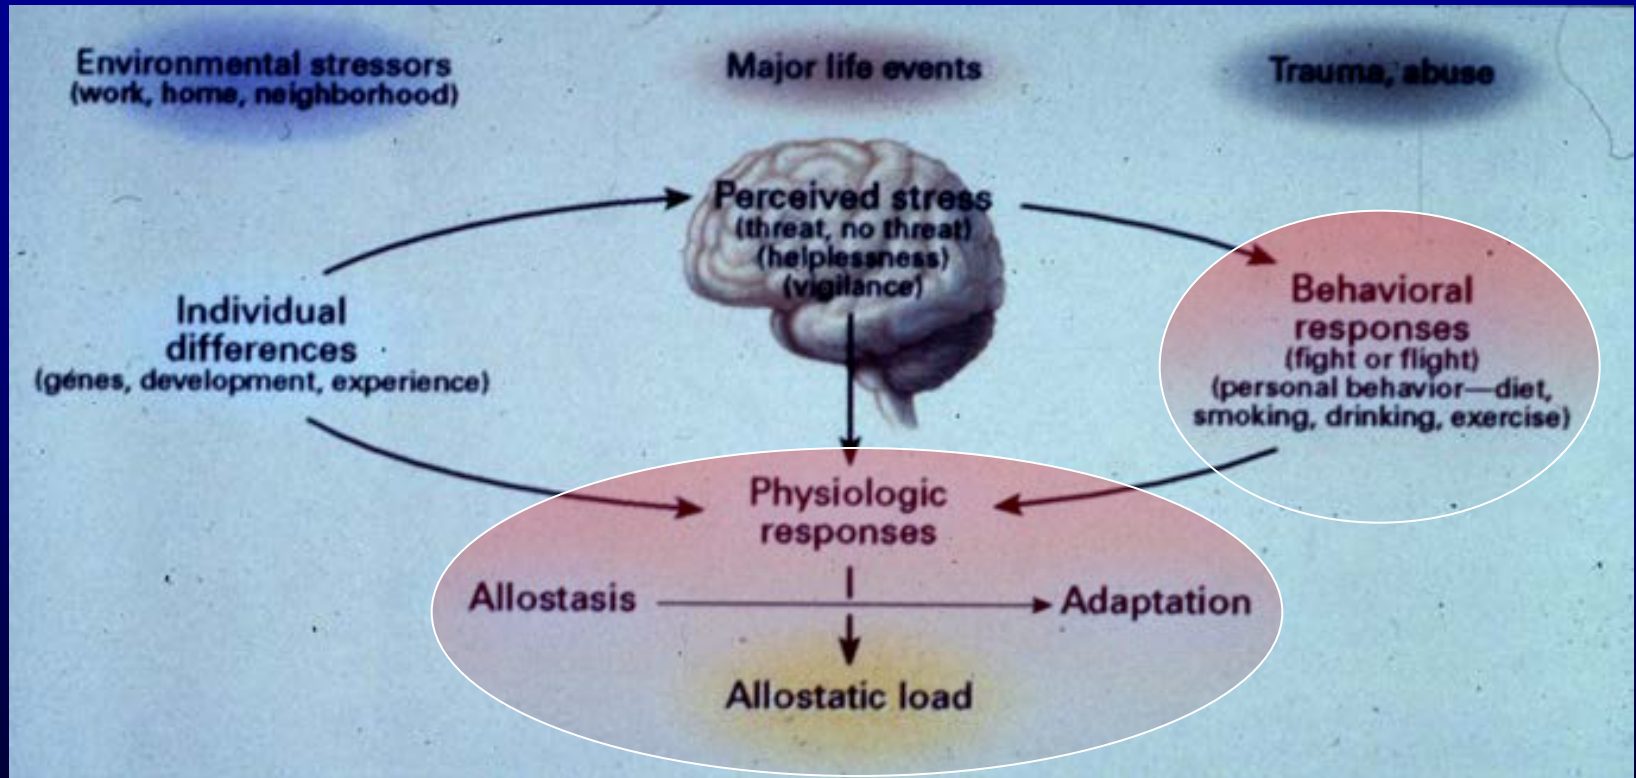 Environmental stressors
(work, home, neighborhood)
Major life events
Trauma, abuse
Perceived stress
(threat, no threat)
(helplessness)
(vigilance)
Individual
differences
(genes, development, experience)
Behavioral
responses
(fight or flight)
(personal behavior—diet,
smoking, drinking, exercise)
Physiologic
responses
Allostasis
Adaptation
Allostatic load